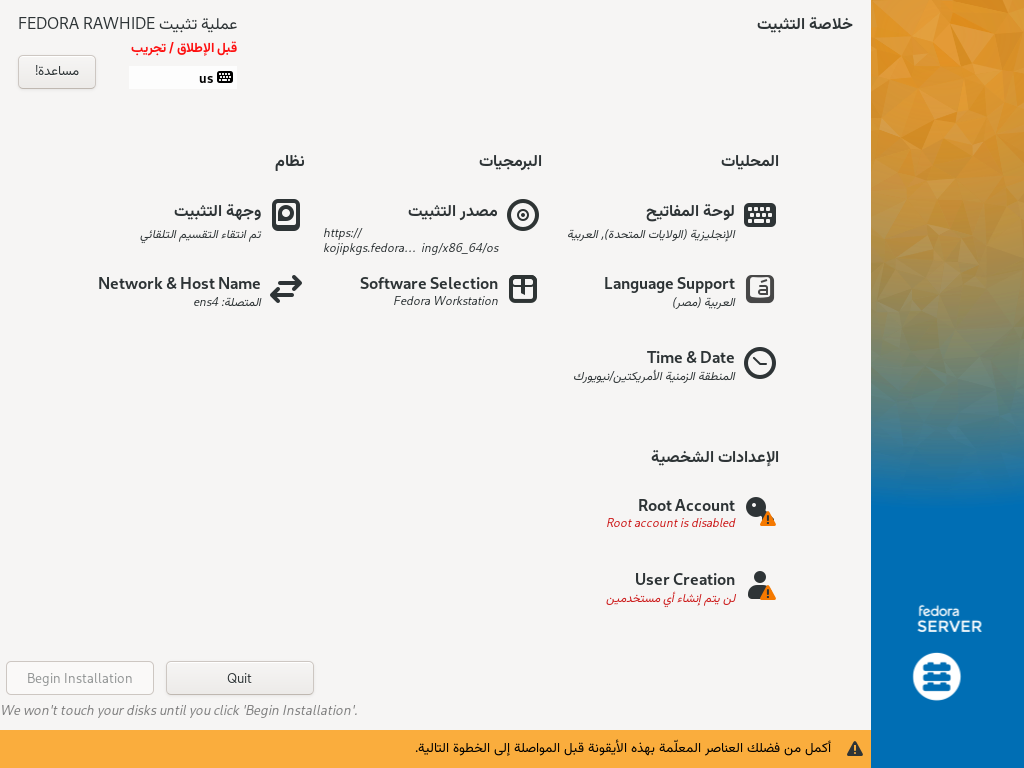 خلاصة التثبيت
عملية تثبيت FEDORA RAWHIDE
قبل الإطلاق / تجريب
us
مساعدة!
المحليات
لوحة المفاتيح
الإنجليزية (الولايات المتحدة), العربية
Language Support
العربية (مصر)
Time & Date
المنطقة الزمنية الأمريكتين/نيويورك
البرمجيات
مصدر التثبيت
https://
kojipkgs.fedora… ing/x86_64/os
Software Selection
Fedora Workstation
نظام
وجهة التثبيت
تم انتقاء التقسيم التلقائي
Network & Host Name
المتصلة: ens4
الإعدادات الشخصية
Root Account
Root account is disabled
User Creation
لن يتم إنشاء أي مستخدمين
fedora
SERVER
Begin Installation
Quit
We won't touch your disks until you click 'Begin Installation'.
أكمل من فضلك العناصر المعلّمة بهذه الأيقونة قبل المواصلة إلى الخطوة التالية.